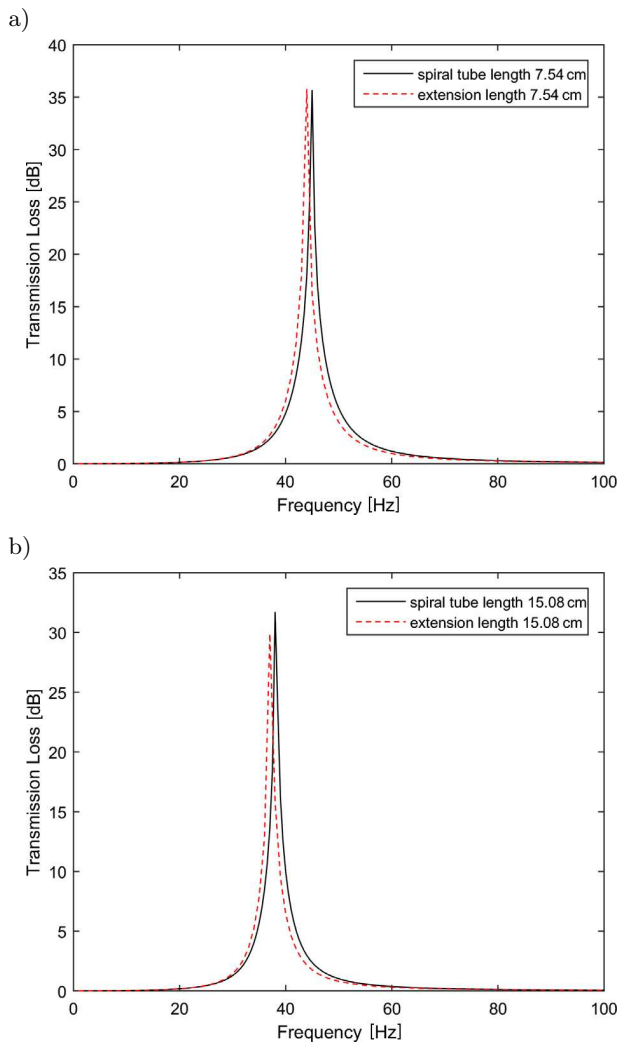 a)
40
35
30
25
20
15
10
5
0
Transmission Loss [dB]
spiral tube length 7.54 cm
extension length 7.54 cm
0 20 40 60 80 100
Frequency [Hz]
b)
35
30
25
20
15
10
5
0
Transmission Loss [dB]
spiral tube length 15.08 cm
extension length 15.08 cm
0 20 40 60 80 100
Frequency [Hz]